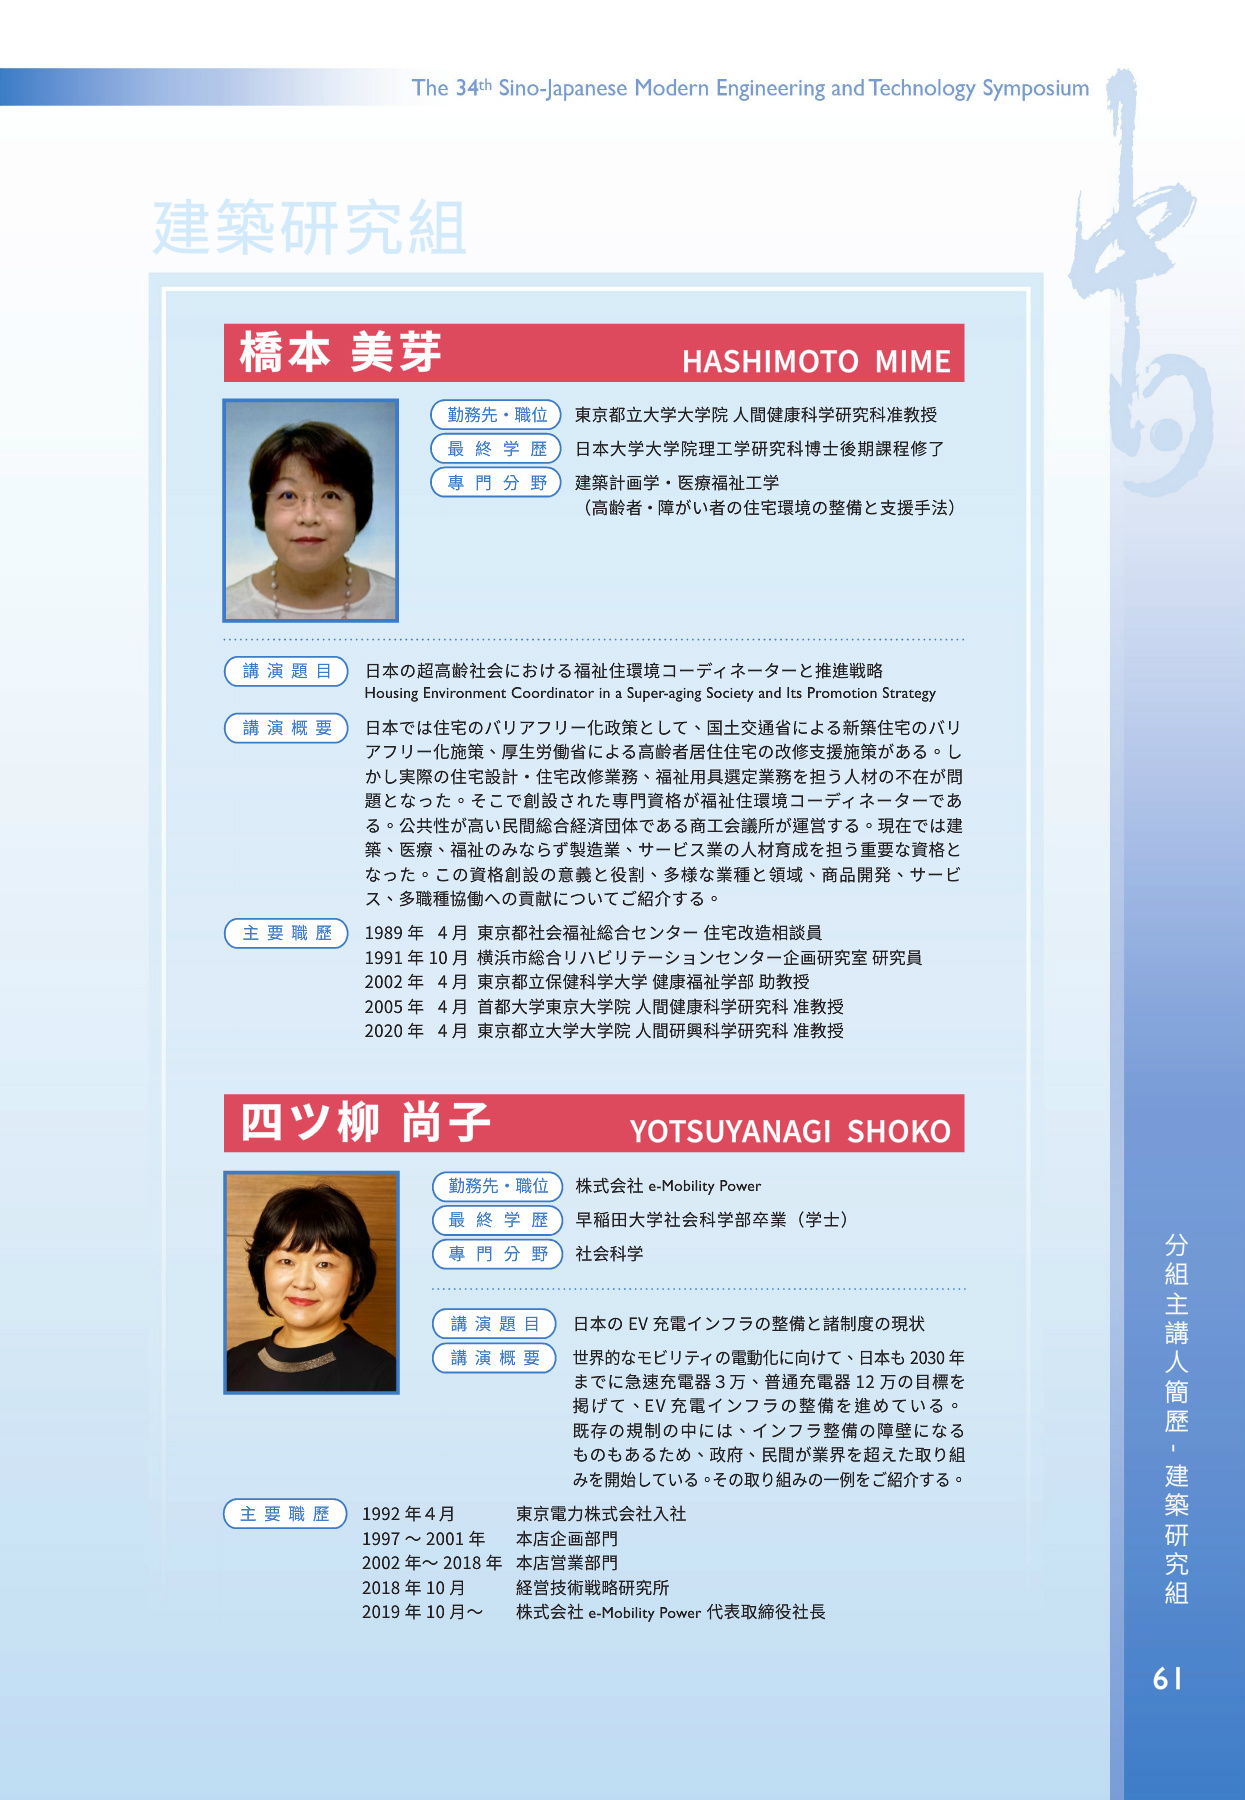 The 34th Sino-Japanese Modern Engineering and Technology Symposium
建築研究組
橋本 美芽 HASHIMOTO MIME
勤務先・職位 東京都立大学大学院 人間健康科学研究科准教授
最終学歴 日本大学大学院理工学研究科博士後期課程修了
專門分野 建築計画学・医療福祉工学
（高齢者・障がい者の住宅環境の整備と支援手法）
講演題目 日本の超高齢社会における福祉住環境コーディネーターと推進戦略
Housing Environment Coordinator in a Super-aging Society and Its Promotion Strategy
講演概要 日本では住宅のバリアフリー化政策として、国土交通省による新築住宅のバリ
アフリー化施策、厚生労働省による高齢者居住住宅の改修支援施策がある。し
かし実際の住宅設計・住宅改修業務、福祉用具選定業務を担う人材の不在が問
題となった。そこで創設された専門資格が福祉住環境コーディネーターであ
る。公共性が高い民間総合経済団体である商工会議所が運営する。現在では建
築、医療、福祉のみならず製造業、サービス業の人材育成を担う重要な資格と
なった。この資格創設の意義と役割、多様な業種と領域、商品開発、サービ
ス、多職種協働への貢献についてご紹介する。
主要職歷 1989 年 4 月 東京都社会福祉総合センター 住宅改造相談員
1991 年 10 月 横浜市総合リハビリテーションセンター企画研究室 研究員
2002 年 4 月 東京都立保健科学大学 健康福祉学部 助教授
2005 年 4 月 首都大学東京大学院 人間健康科学研究科 准教授
2020 年 4 月 東京都立大学大学院 人間研興科学研究科 准教授
四ツ柳 尚子 YOTSUYANAGI SHOKO
勤務先・職位 株式会社 e-Mobility Power
最終学歴 早稲田大学社会科学部卒業（学士）
專門分野 社会科学
講演題目 日本の EV 充電インフラの整備と諸制度の現状
講演概要 世界的なモビリティの電動化に向けて、日本も 2030 年
までに急速充電器 3 万、普通充電器 12 万の目標を
掲げて、EV 充電インフラの整備を進めている。
既存の規制の中には、インフラ整備の障壁になる
ものもあるため、政府、民間が業界を超えた取り組
みを開始している。その取り組みの一例をご紹介する。
主要職歷 1992 年 4 月 東京電力株式会社入社
1997 ～ 2001 年 本店企画部門
2002 年～ 2018 年 本店営業部門
2018 年 10 月 経営技術戦略研究所
2019 年 10 月～ 株式会社 e-Mobility Power 代表取締役社長
分組主講人簡歷 - 建築研究組
61